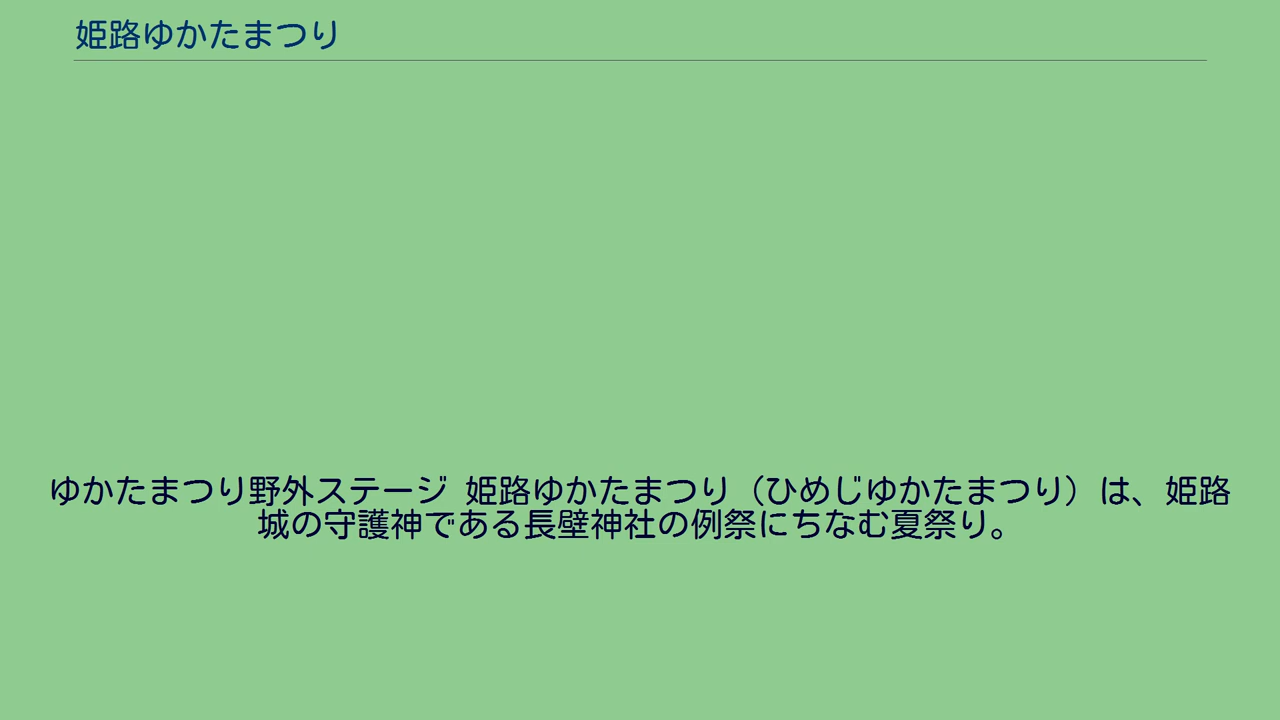 姫路ゆかたまつり
ゆかたまつり野外ステージ 姫路ゆかたまつり（ひめじゆかたまつり）は、姫路
城の守護神である長壁神社の例祭にちなむ夏祭り。